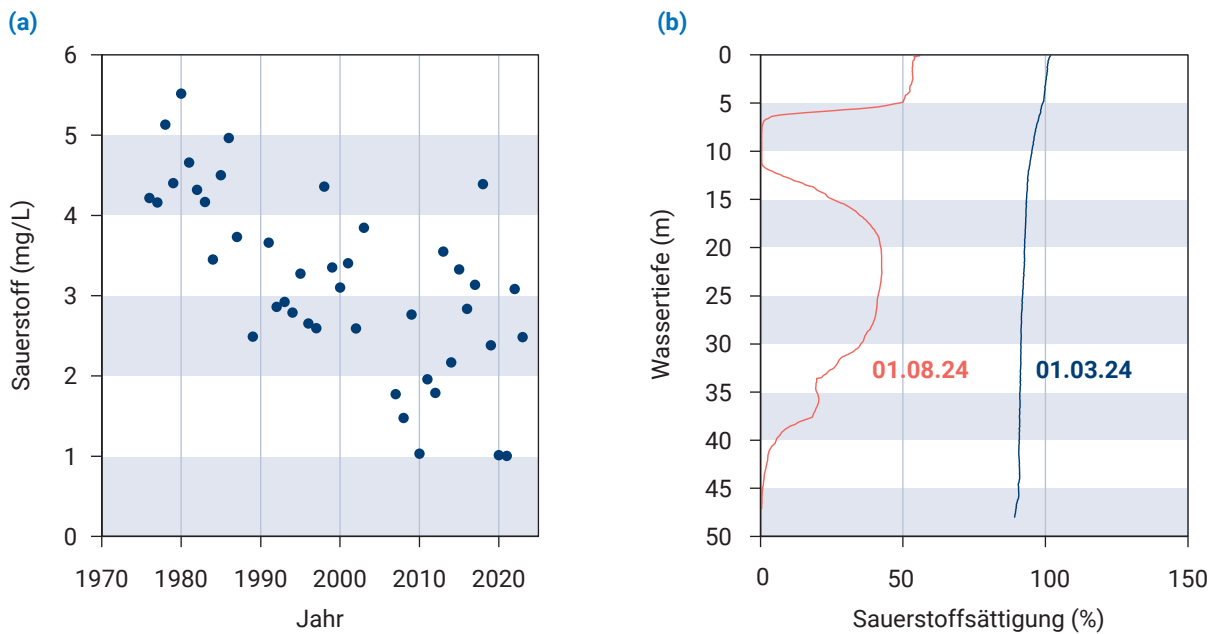 (a)
6
5
4
3
2
1
0
Sauerstoff (mg/L)
1970 1980 1990 2000 2010 2020
Jahr
(b)
0
5
10
15
20
25
30
35
40
45
50
Wassertiefe (m)
01.08.24
01.03.24
0 50 100 150
Sauerstoffsättigung (%)